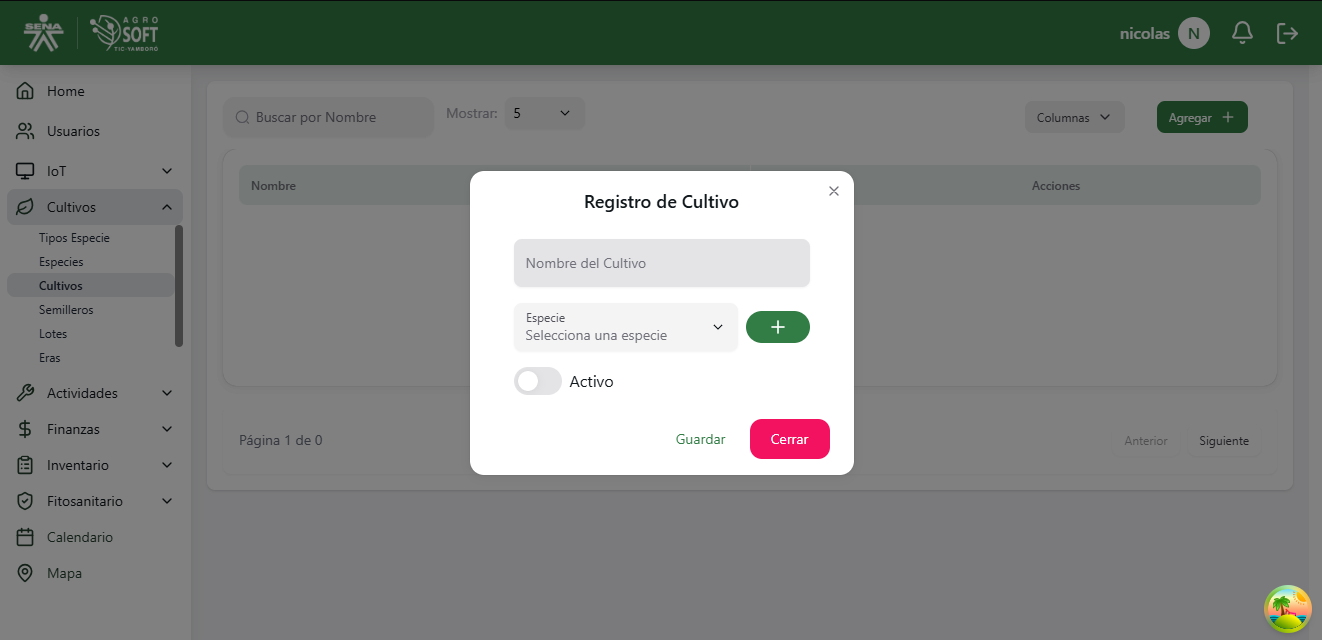 SENA
AGRO
SOFT
TIC-YAMBORO
nicolas N
Home
Usuarios
IoT
Cultivos
Tipos Especie
Especies
Cultivos
Semilleros
Lotes
Eras
Actividades
Finanzas
Inventario
Fitosanitario
Calendario
Mapa
Buscar por Nombre
Mostrar: 5
Columnas
Agregar +
Nombre
Acciones
Página 1 de 0
Anterior
Siguiente
Registro de Cultivo
Nombre del Cultivo
Especie
Selecciona una especie
+
Activo
Guardar
Cerrar